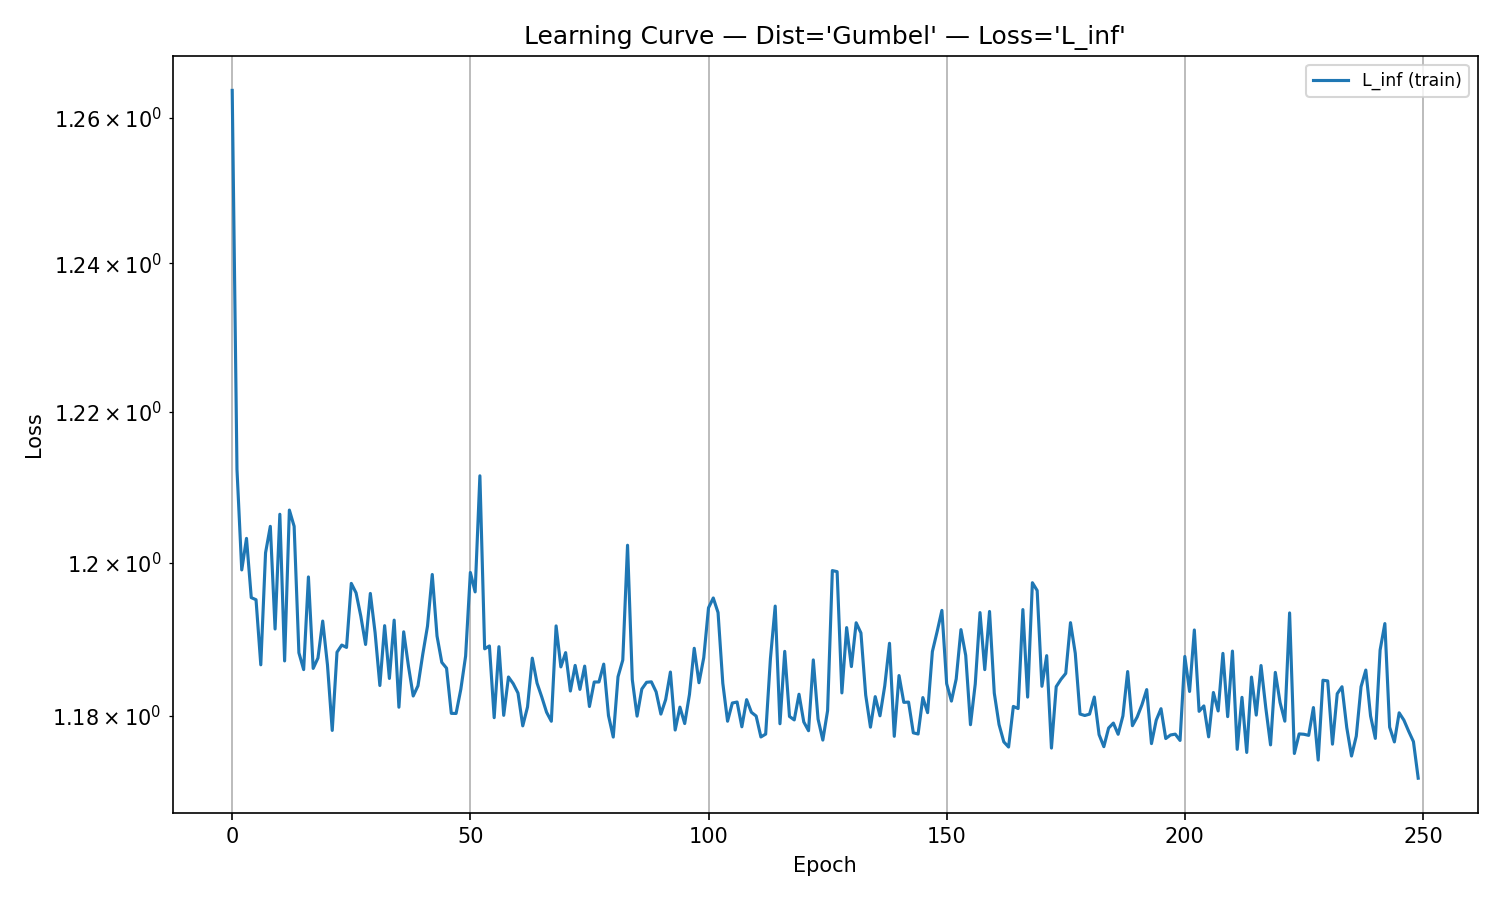 Learning Curve — Dist='Gumbel' — Loss='L_inf'
L_inf (train)
1.26 × 10⁰
1.24 × 10⁰
1.22 × 10⁰
1.2 × 10⁰
1.18 × 10⁰
Loss
0 50 100 150 200 250
Epoch